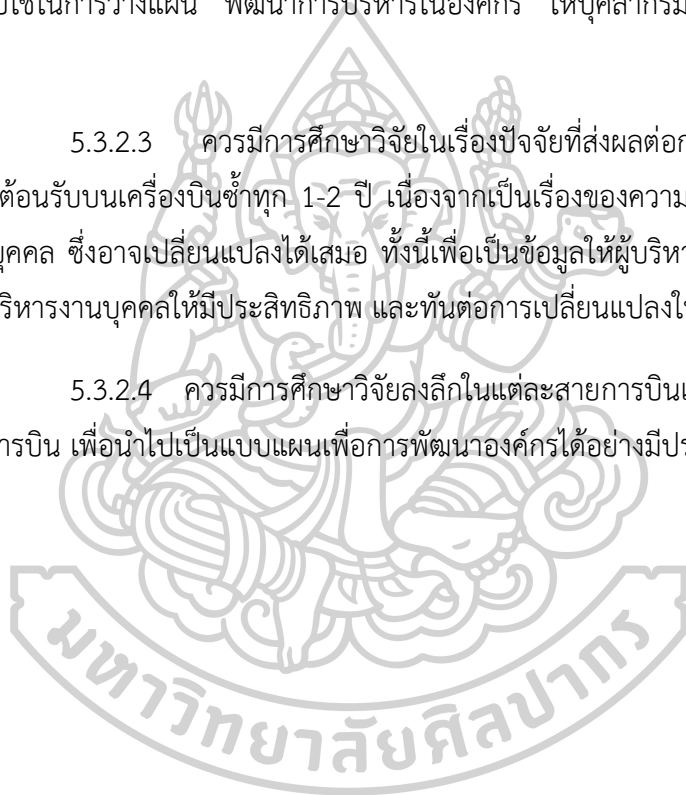 ในการวางแผน พัฒนาการบริหารในองค์กร ให้บุคลากรมี
5.3.2.3 ควรมีการศึกษาวิจัยในเรื่องปัจจัยที่ส่งผลต่อก
ต้อนรับบนเครื่องบินซ้ำทุก 1-2 ปี เนื่องจากเป็นเรื่องของความ
บุคคล ซึ่งอาจเปลี่ยนแปลงได้เสมอ ทั้งนี้เพื่อเป็นข้อมูลให้ผู้บริหา
ริหารงานบุคคลให้มีประสิทธิภาพ และทันต่อการเปลี่ยนแปลงใ
5.3.2.4 ควรมีการศึกษาวิจัยลงลึกในแต่ละสายการบินเ
ารบิน เพื่อนำไปเป็นแบบแผนเพื่อการพัฒนาองค์กรได้อย่างมีปร
มหาวิทยาลัยศิลปากร